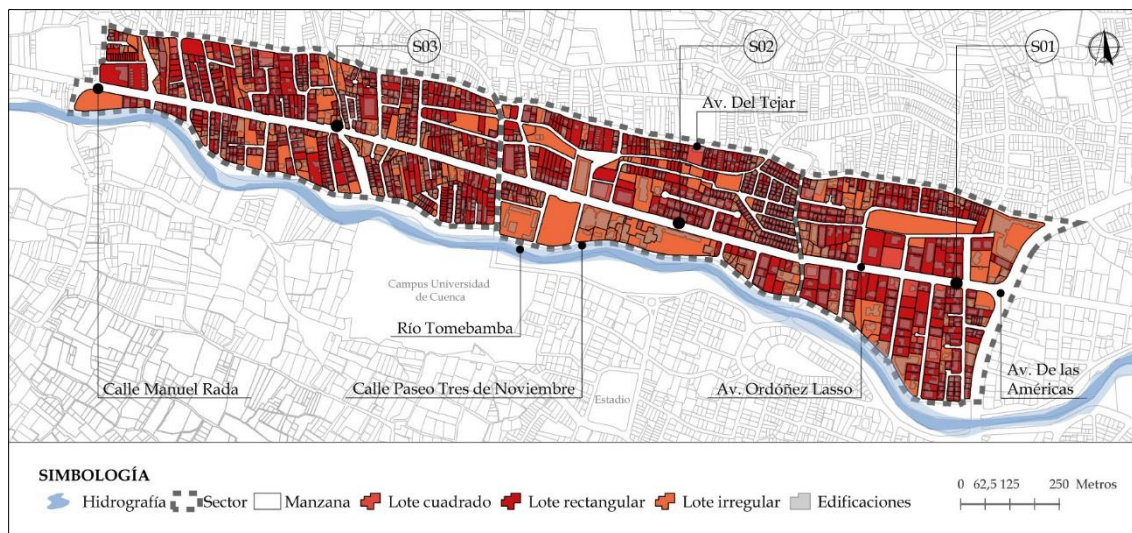 S03
S02
S01
Av. Del Tejar
Campus Universidad
de Cuenca
Río Tomebamba
Calle Manuel Rada
Calle Paseo Tres de Noviembre
Estadio
Av. Ordóñez Lasso
Av. De las
Américas
SIMBOLOGÍA
Hidrografía Sector Manzana Lote cuadrado Lote rectangular Lote irregular Edificaciones
0 62,5 125 250 Metros